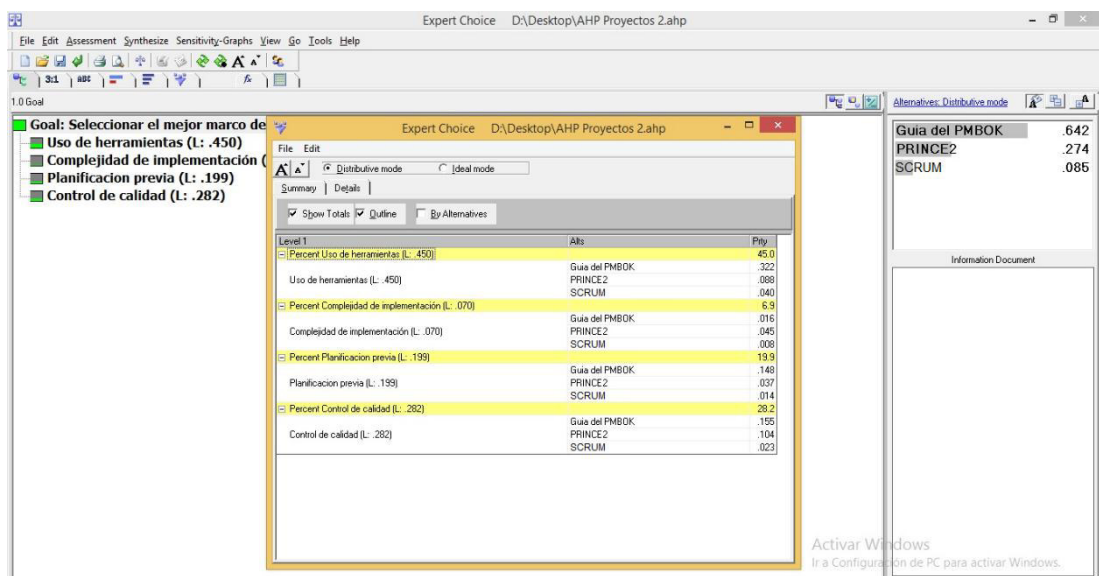 Expert Choice D:\Desktop\AHP Proyectos 2.ahp
File Edit Assessment Synthesize Sensitivity-Graphs View Go Tools Help
3:1 ABC fx
1.0 Goal
Alternatives: Distributive mode
Goal: Seleccionar el mejor marco de
Uso de herramientas (L: .450)
Complejidad de implementación (
Planificacion previa (L: .199)
Control de calidad (L: .282)
Expert Choice D:\Desktop\AHP Proyectos 2.ahp
File Edit
A A Distributive mode Ideal mode
Summary Details
Show Totals Outline By Alternatives
Level 1 Alts Prty
Percent Uso de herramientas (L: .450) 45.0
Guia del PMBOK .322
Uso de herramientas (L: .450) PRINCE2 .088
SCRUM .040
Percent Complejidad de implementación (L: .070) 6.9
Guia del PMBOK .016
Complejidad de implementación (L: .070) PRINCE2 .045
SCRUM .008
Percent Planificacion previa (L: .199) 19.9
Guia del PMBOK .148
Planificacion previa (L: .199) PRINCE2 .037
SCRUM .014
Percent Control de calidad (L: .282) 28.2
Guia del PMBOK .155
Control de calidad (L: .282) PRINCE2 .104
SCRUM .023
Guia del PMBOK .642
PRINCE2 .274
SCRUM .085
Information Document
Activar Windows
Ir a Configuración de PC para activar Windows.